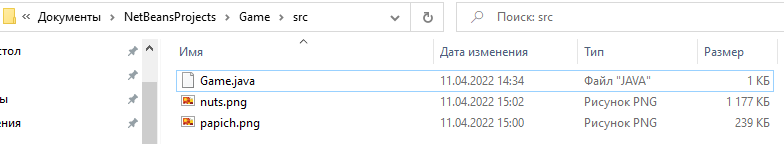 « Документы > NetBeansProjects > Game > src
Поиск: src
Имя Дата изменения Тип Размер
стол
Game.java 11.04.2022 14:34 Файл "JAVA" 1 КБ
ы nuts.png 11.04.2022 15:02 Рисунок PNG 1 177 КБ
ения papich.png 11.04.2022 15:00 Рисунок PNG 239 КБ